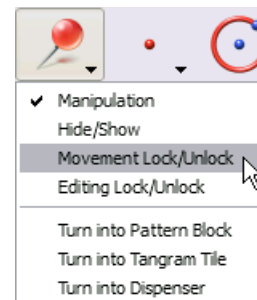 Manipulation
Hide/Show
Movement Lock/Unlock
Editing Lock/Unlock
Turn into Pattern Block
Turn into Tangram Tile
Turn into Dispenser